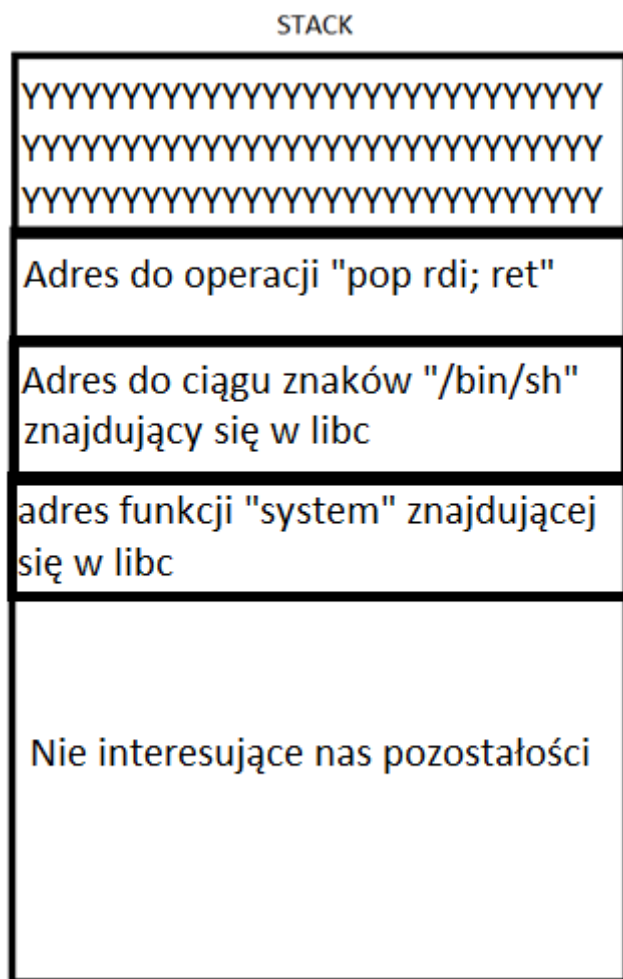 STACK
YYYYYYYYYYYYYYYYYYYYYYYYYYYYY
YYYYYYYYYYYYYYYYYYYYYYYYYYYYY
YYYYYYYYYYYYYYYYYYYYYYYYYYYYY
Adres do operacji "pop rdi; ret"
Adres do ciągu znaków "/bin/sh"
znajdujący się w libc
adres funkcji "system" znajdującej
się w libc
Nie interesujące nas pozostałości